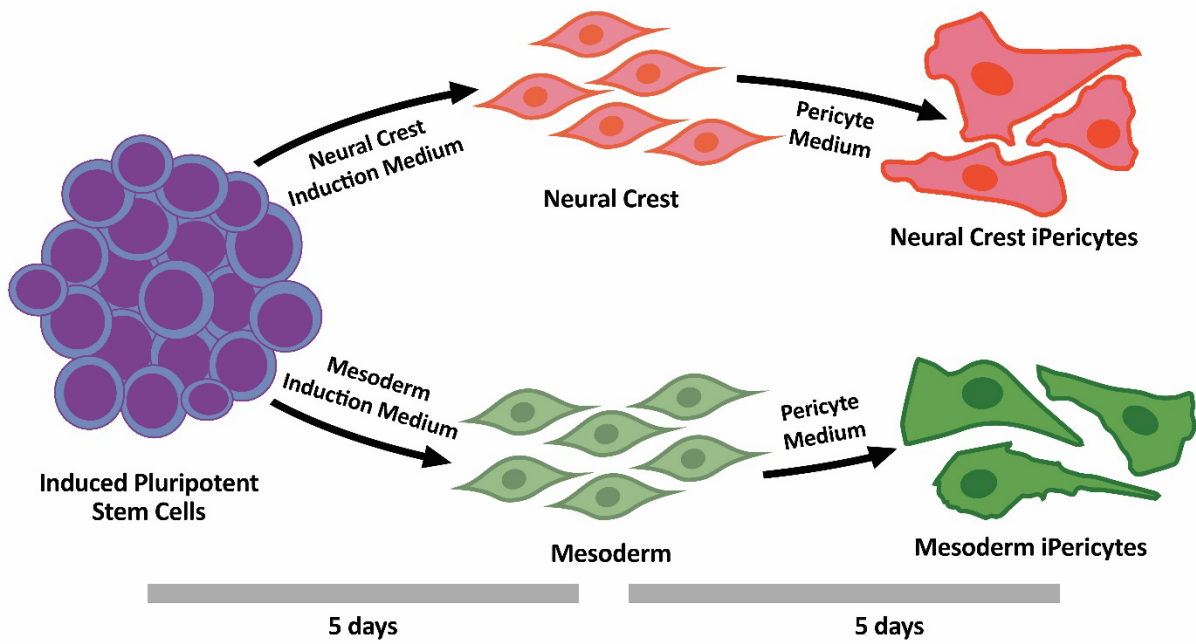 Neural Crest
Induction Medium
Pericyte
Medium
Neural Crest
Neural Crest iPericytes
Induced Pluripotent
Stem Cells
Mesoderm
Induction Medium
Pericyte
Medium
Mesoderm
Mesoderm iPericytes
5 days
5 days